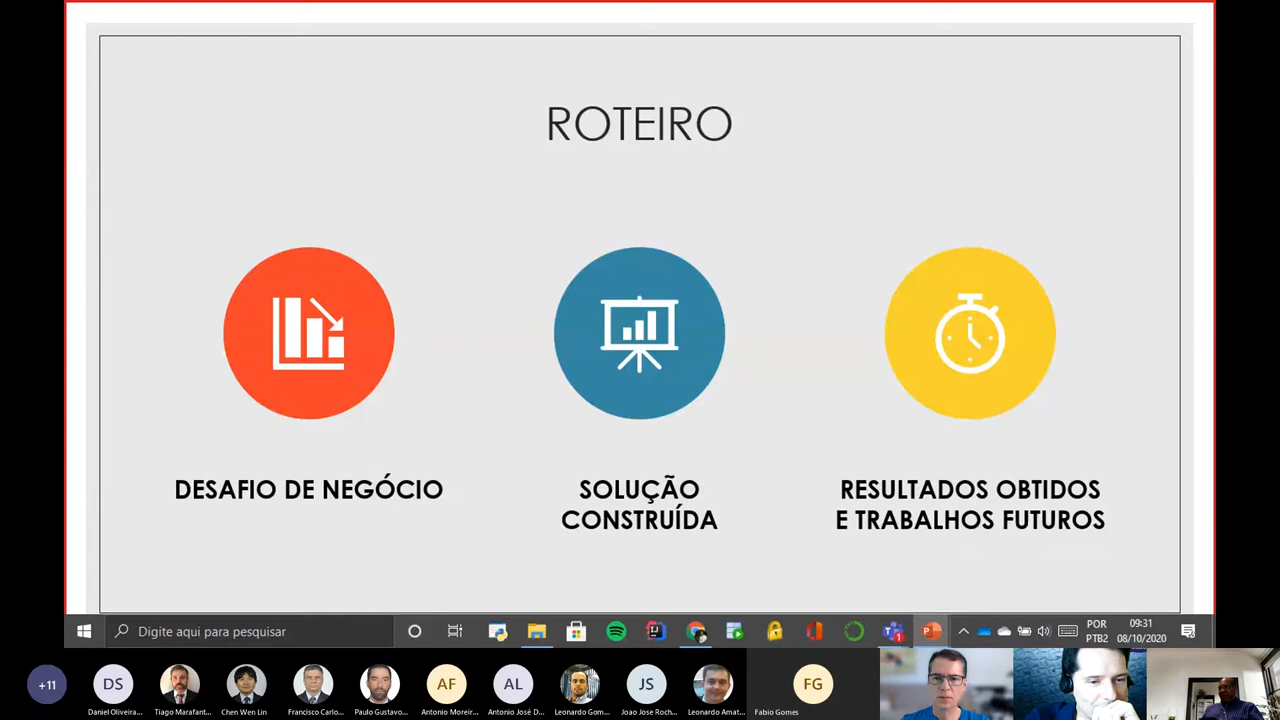 ROTEIRO
DESAFIO DE NEGÓCIO
SOLUÇÃO
CONSTRUÍDA
RESULTADOS OBTIDOS
E TRABALHOS FUTUROS
Digite aqui para pesquisar
POR
PTB2
09:31
08/10/2020
+11
DS
AF
AL
JS
FG
Daniel Oliveira...
Tiago Marafant...
Chen Wen Lin
Francisco Carlo...
Paulo Gustavo...
Antonio Moreir...
Antonio José D...
Leonardo Gom...
Joao Jose Roch...
Leonardo Amat...
Fabio Gomes